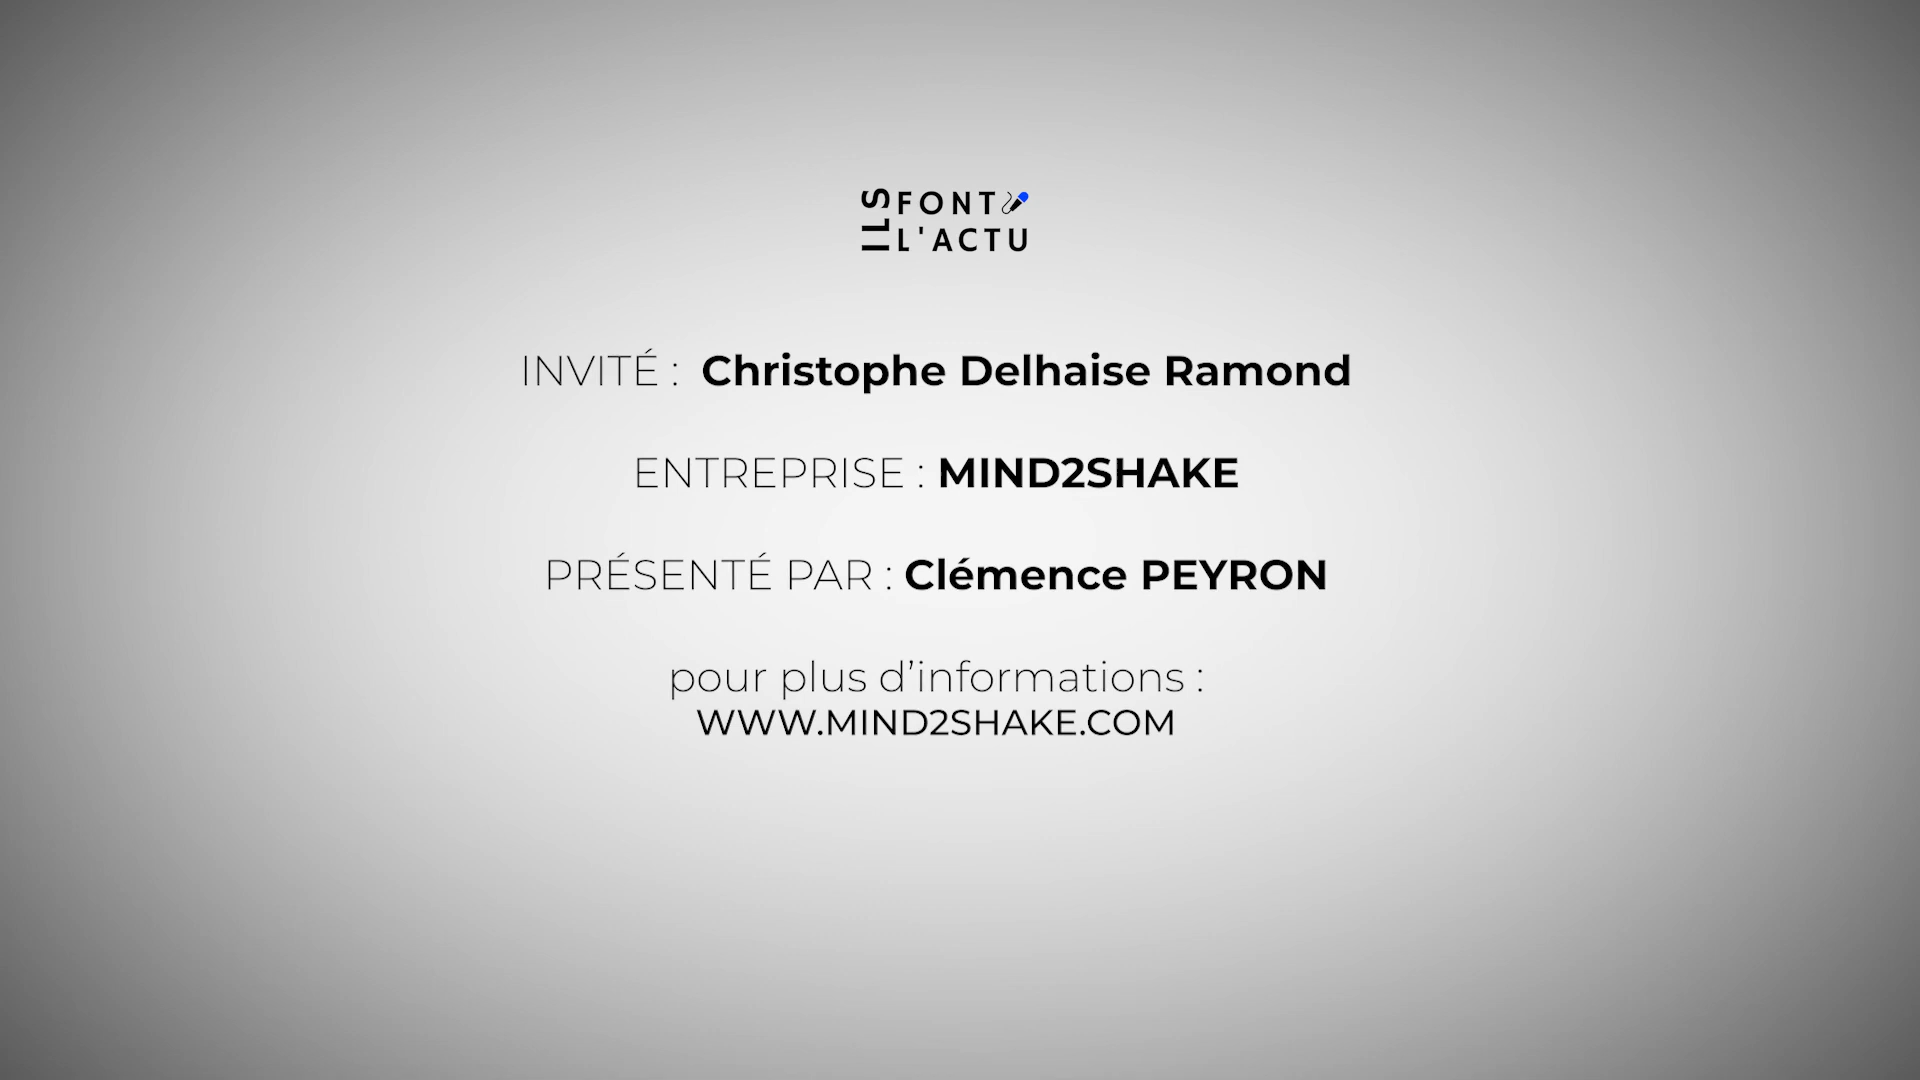 ILS FONT
L'ACTU
INVITÉ : Christophe Delhaise Ramond
ENTREPRISE : MIND2SHAKE
PRÉSENTÉ PAR : Clémence PEYRON
pour plus d’informations :
WWW.MIND2SHAKE.COM